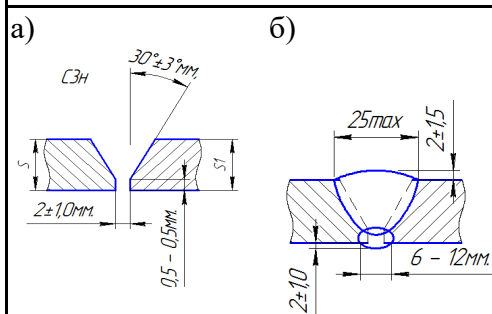 а)
б)
30°±3°мм,
С3н
25max
2±1,5
S
S1
2±1,0мм.
0,5 – 0,5мм.
6 – 12мм.
2±1,0